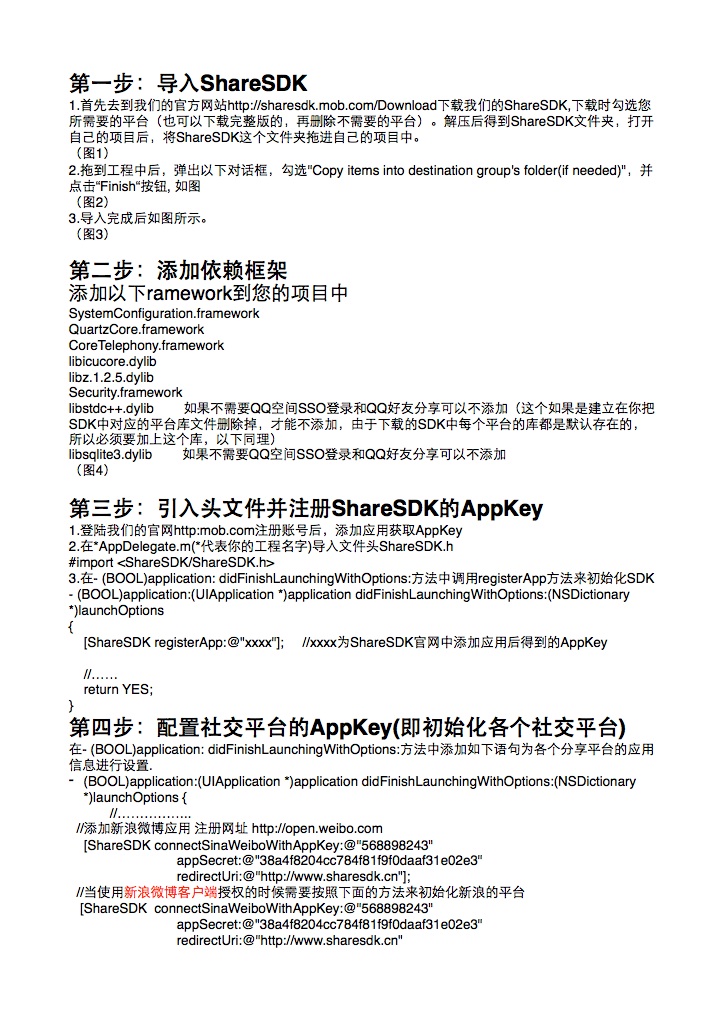 第一步：导入ShareSDK
1.首先去到我们的官方网站http://sharesdk.mob.com/Download下载我们的ShareSDK,下载时勾选您
所需要的平台（也可以下载完整版的，再删除不需要的平台）。解压后得到ShareSDK文件夹，打开
自己的项目后，将ShareSDK这个文件夹拖进自己的项目中。
（图1）
2.拖到工程中后，弹出以下对话框，勾选"Copy items into destination group's folder(if needed)"，并
点击“Finish“按钮, 如图
（图2）
3.导入完成后如图所示。
（图3）
第二步：添加依赖框架
添加以下ramework到您的项目中
SystemConfiguration.framework
QuartzCore.framework
CoreTelephony.framework
libicucore.dylib
libz.1.2.5.dylib
Security.framework
libstdc++.dylib 如果不需要QQ空间SSO登录和QQ好友分享可以不添加（这个如果是建立在你把
SDK中对应的平台库文件删除掉，才能不添加，由于下载的SDK中每个平台的库都是默认存在的，
所以必须要加上这个库，以下同理）
libsqlite3.dylib 如果不需要QQ空间SSO登录和QQ好友分享可以不添加
（图4）
第三步：引入头文件并注册ShareSDK的AppKey
1.登陆我们的官网http:mob.com注册账号后，添加应用获取AppKey
2.在*AppDelegate.m(*代表你的工程名字)导入文件头ShareSDK.h
#import <ShareSDK/ShareSDK.h>
3.在- (BOOL)application: didFinishLaunchingWithOptions:方法中调用registerApp方法来初始化SDK
- (BOOL)application:(UIApplication *)application didFinishLaunchingWithOptions:(NSDictionary
*)launchOptions
{
[ShareSDK registerApp:@"xxxx"]; //xxxx为ShareSDK官网中添加应用后得到的AppKey
//……
return YES;
}
第四步：配置社交平台的AppKey(即初始化各个社交平台)
在- (BOOL)application: didFinishLaunchingWithOptions:方法中添加如下语句为各个分享平台的应用
信息进行设置.
- (BOOL)application:(UIApplication *)application didFinishLaunchingWithOptions:(NSDictionary
*)launchOptions {
//……………..
//添加新浪微博应用 注册网址 http://open.weibo.com
[ShareSDK connectSinaWeiboWithAppKey:@"568898243"
appSecret:@"38a4f8204cc784f81f9f0daaf31e02e3"
redirectUri:@"http://www.sharesdk.cn"];
//当使用新浪微博客户端授权的时候需要按照下面的方法来初始化新浪的平台
[ShareSDK connectSinaWeiboWithAppKey:@"568898243"
appSecret:@"38a4f8204cc784f81f9f0daaf31e02e3"
redirectUri:@"http://www.sharesdk.cn"